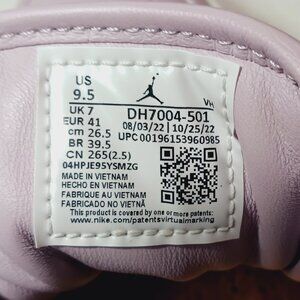 US
9.5
VH
UK 7
DH7004-501
EUR 41
08/03/22 10/25/22
cm 26.5
UPC 00196153960985
BR 39.5
CN 265(2.5)
04HPJE95YSMZG
MADE IN VIETNAM
HECHO EN VIETNAM
FABRIQUE AU VIETNAM
FABRICADO NO VIETNÃ
This product is covered by one or more patents.
www.nike.com/patentsvirtualmarking